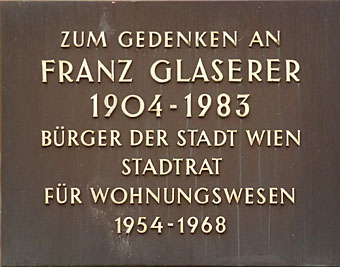 ZUM GEDENKEN AN
FRANZ GLASERER
1904-1983
BÜRGER DER STADT WIEN
STADTRAT
FÜR WOHNUNGSWESEN
1954-1968